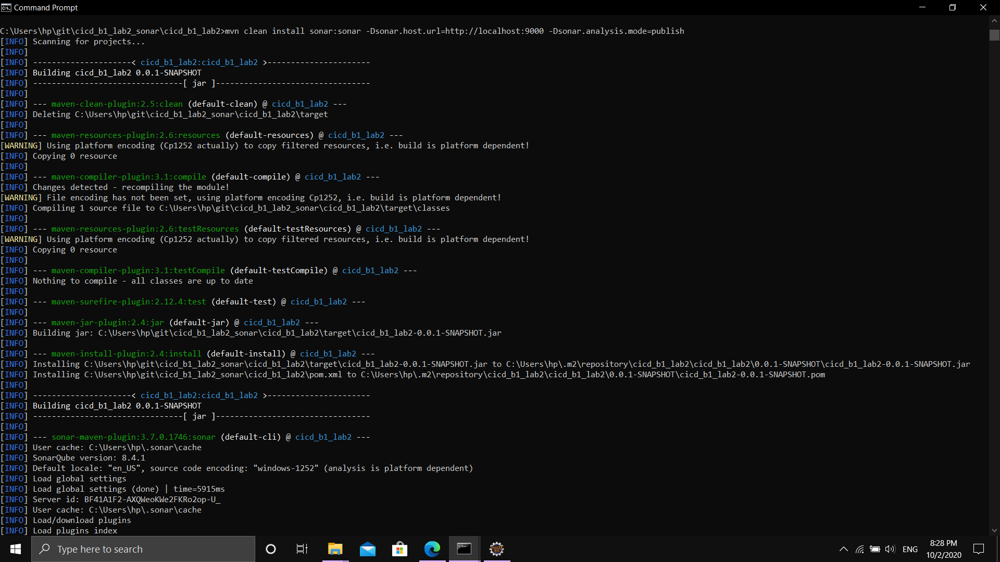 Command Prompt
C:\Users\hp\git\cicd_b1_lab2_sonar\cicd_b1_lab2>mvn clean install sonar:sonar -Dsonar.host.url=http://localhost:9000 -Dsonar.analysis.mode=publish
[INFO] Scanning for projects...
[INFO]
[INFO] ---------------------< cicd_b1_lab2:cicd_b1_lab2 >----------------------
[INFO] Building cicd_b1_lab2 0.0.1-SNAPSHOT
[INFO] --------------------------------[ jar ]---------------------------------
[INFO]
[INFO] --- maven-clean-plugin:2.5:clean (default-clean) @ cicd_b1_lab2 ---
[INFO] Deleting C:\Users\hp\git\cicd_b1_lab2_sonar\cicd_b1_lab2\target
[INFO]
[INFO] --- maven-resources-plugin:2.6:resources (default-resources) @ cicd_b1_lab2 ---
[WARNING] Using platform encoding (Cp1252 actually) to copy filtered resources, i.e. build is platform dependent!
[INFO] Copying 0 resource
[INFO]
[INFO] --- maven-compiler-plugin:3.1:compile (default-compile) @ cicd_b1_lab2 ---
[INFO] Changes detected - recompiling the module!
[WARNING] File encoding has not been set, using platform encoding Cp1252, i.e. build is platform dependent!
[INFO] Compiling 1 source file to C:\Users\hp\git\cicd_b1_lab2_sonar\cicd_b1_lab2\target\classes
[INFO]
[INFO] --- maven-resources-plugin:2.6:testResources (default-testResources) @ cicd_b1_lab2 ---
[WARNING] Using platform encoding (Cp1252 actually) to copy filtered resources, i.e. build is platform dependent!
[INFO] Copying 0 resource
[INFO]
[INFO] --- maven-compiler-plugin:3.1:testCompile (default-testCompile) @ cicd_b1_lab2 ---
[INFO] Nothing to compile - all classes are up to date
[INFO]
[INFO] --- maven-surefire-plugin:2.12.4:test (default-test) @ cicd_b1_lab2 ---
[INFO]
[INFO] --- maven-jar-plugin:2.4:jar (default-jar) @ cicd_b1_lab2 ---
[INFO] Building jar: C:\Users\hp\git\cicd_b1_lab2_sonar\cicd_b1_lab2\target\cicd_b1_lab2-0.0.1-SNAPSHOT.jar
[INFO]
[INFO] --- maven-install-plugin:2.4:install (default-install) @ cicd_b1_lab2 ---
[INFO] Installing C:\Users\hp\git\cicd_b1_lab2_sonar\cicd_b1_lab2\target\cicd_b1_lab2-0.0.1-SNAPSHOT.jar to C:\Users\hp\.m2\repository\cicd_b1_lab2\cicd_b1_lab2\0.0.1-SNAPSHOT\cicd_b1_lab2-0.0.1-SNAPSHOT.jar
[INFO] Installing C:\Users\hp\git\cicd_b1_lab2_sonar\cicd_b1_lab2\pom.xml to C:\Users\hp\.m2\repository\cicd_b1_lab2\cicd_b1_lab2\0.0.1-SNAPSHOT\cicd_b1_lab2-0.0.1-SNAPSHOT.pom
[INFO]
[INFO] ---------------------< cicd_b1_lab2:cicd_b1_lab2 >----------------------
[INFO] Building cicd_b1_lab2 0.0.1-SNAPSHOT
[INFO] --------------------------------[ jar ]---------------------------------
[INFO]
[INFO] --- sonar-maven-plugin:3.7.0.1746:sonar (default-cli) @ cicd_b1_lab2 ---
[INFO] User cache: C:\Users\hp\.sonar\cache
[INFO] SonarQube version: 8.4.1
[INFO] Default locale: "en_US", source code encoding: "windows-1252" (analysis is platform dependent)
[INFO] Load global settings
[INFO] Load global settings (done) | time=5915ms
[INFO] Server id: BF41A1F2-AXQWeoKWe2FKRo2op-U_
[INFO] User cache: C:\Users\hp\.sonar\cache
[INFO] Load/download plugins
[INFO] Load plugins index
Type here to search
ENG
8:28 PM
10/2/2020